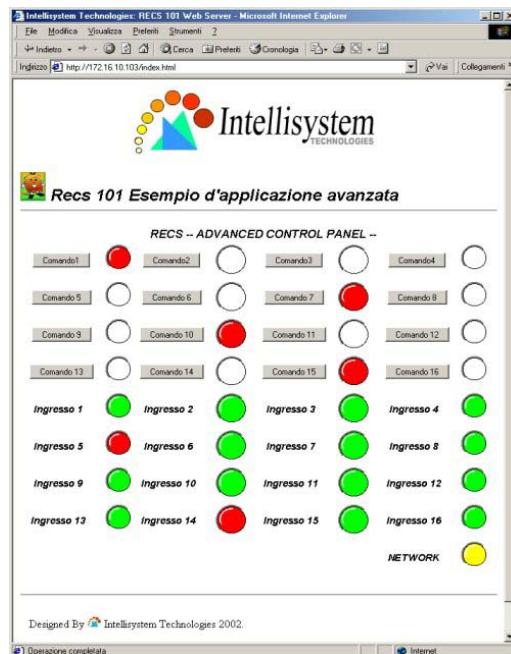 Intellisystem Technologies: RECS 101 Web Server - Microsoft Internet Explorer
File Modifica Visualizza Preferiti Strumenti ?
Indietro Cerca Preferiti Cronologia
Indirizzo http://172.16.10.103/index.html Vai Collegamenti
Intellisystem
TECHNOLOGIES
Recs 101 Esempio d'applicazione avanzata
RECS -- ADVANCED CONTROL PANEL --
Comando1 Comando2 Comando3 Comando4
Comando 5 Comando 6 Comando 7 Comando 8
Comando 9 Comando 10 Comando 11 Comando 12
Comando 13 Comando 14 Comando 15 Comando 16
Ingresso 1 Ingresso 2 Ingresso 3 Ingresso 4
Ingresso 5 Ingresso 6 Ingresso 7 Ingresso 8
Ingresso 9 Ingresso 10 Ingresso 11 Ingresso 12
Ingresso 13 Ingresso 14 Ingresso 15 Ingresso 16
NETWORK
Designed By Intellisystem Technologies 2002.
Operazione completata Internet